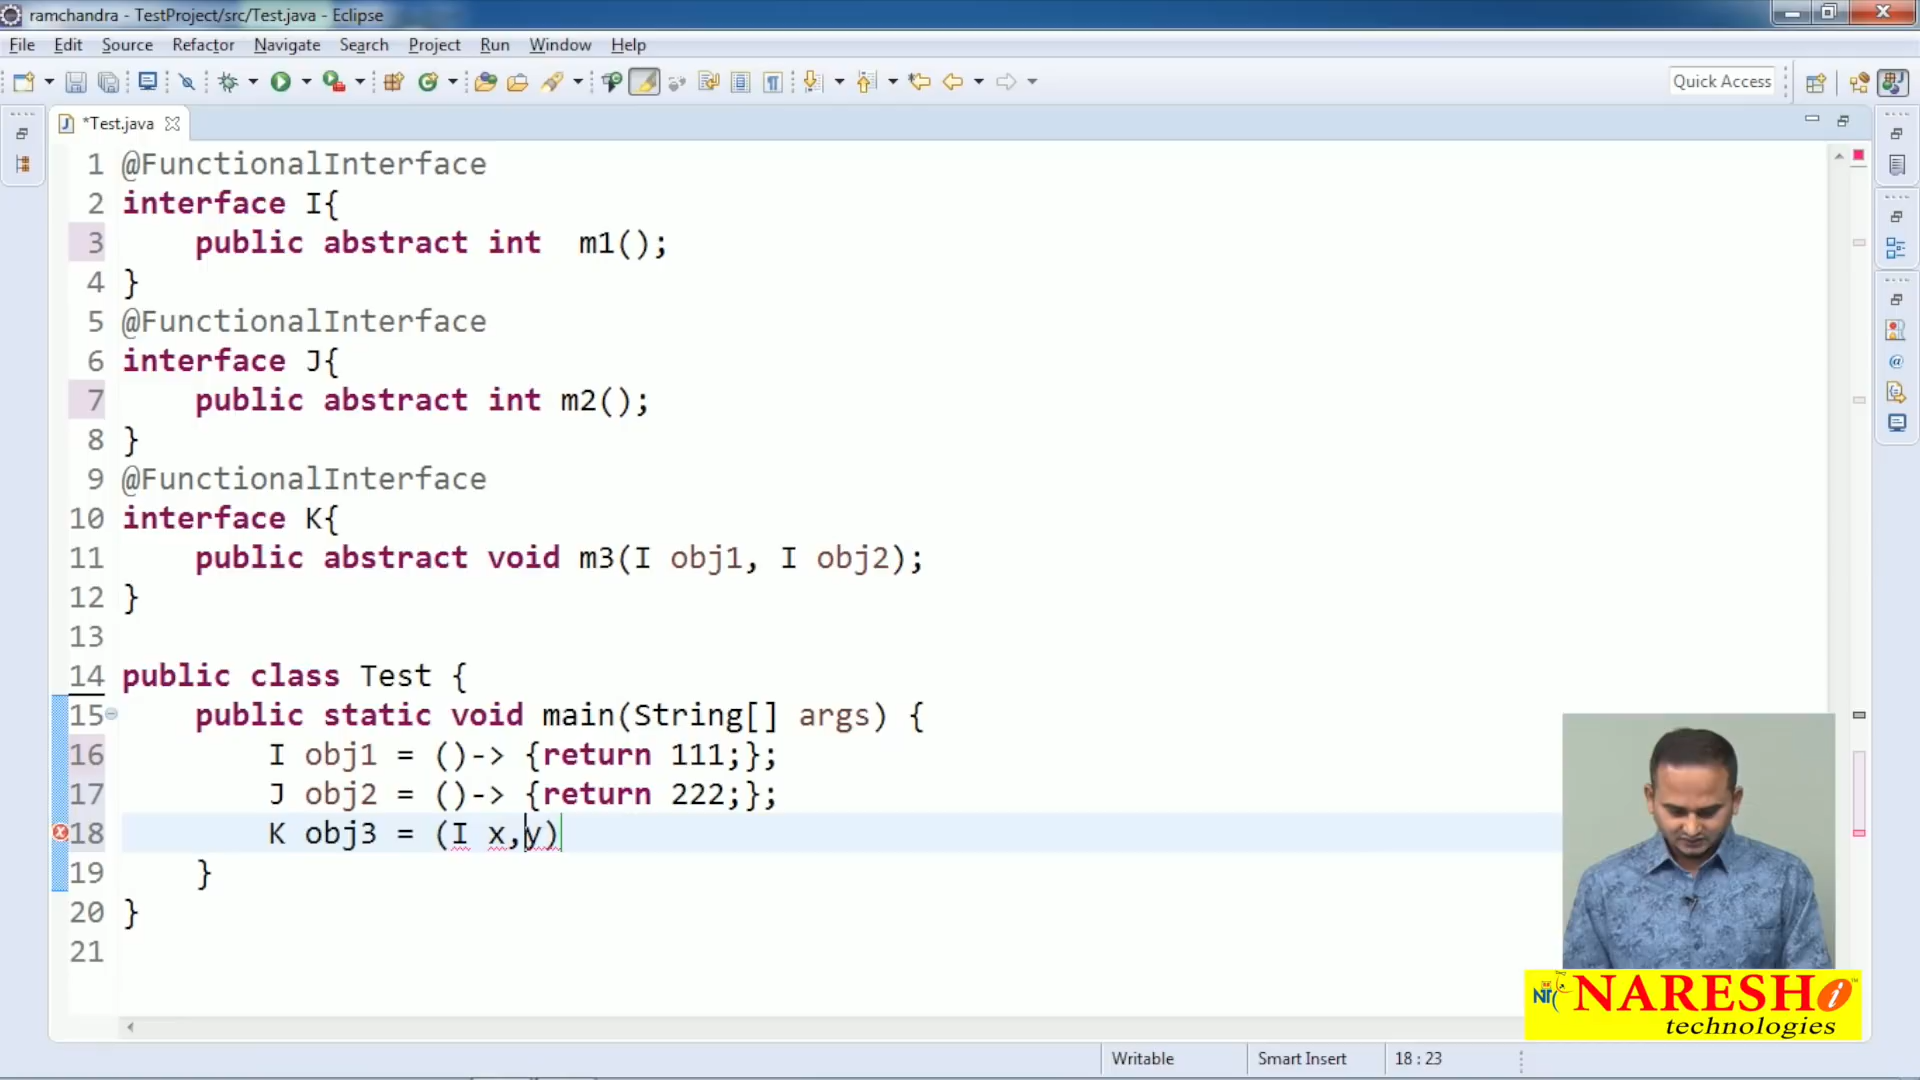 ramchandra - TestProject/src/Test.java - Eclipse
File Edit Source Refactor Navigate Search Project Run Window Help
Quick Access
*Test.java
1 @FunctionalInterface
2 interface I{
3 public abstract int  m1();
4 }
5 @FunctionalInterface
6 interface J{
7 public abstract int m2();
8 }
9 @FunctionalInterface
10 interface K{
11 public abstract void m3(I obj1, I obj2);
12 }
13
14 public class Test {
15 public static void main(String[] args) {
16 I obj1 = ()-> {return 111;};
17 J obj2 = ()-> {return 222;};
18 K obj3 = (I x,y)
19 }
20 }
21
NARESH i
technologies
Writable Smart Insert 18 : 23